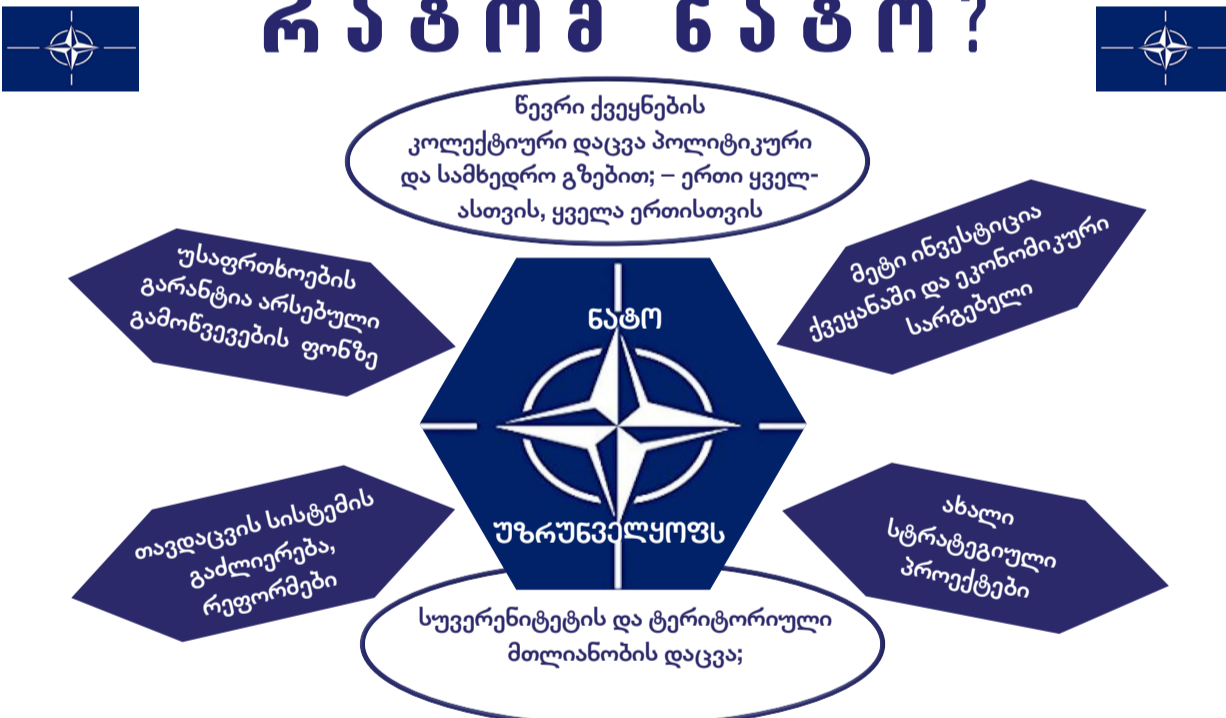 რატომ ნატო?
წევრი ქვეყნების
კოლექტიური დაცვა პოლიტიკური
და სამხედრო გზებით; – ერთი ყველ-
ასთვის, ყველა ერთისთვის
უსაფრთხოების
გარანტია არსებული
გამოწვევების ფონზე
მეტი ინვესტიცია
ქვეყანაში და ეკონომიკური
სარგებელი
ნატო
უზრუნველყოფს
თავდაცვის სისტემის
გაძლიერება,
რეფორმები
ახალი
სტრატეგიული
პროექტები
სუვერენიტეტის და ტერიტორიული
მთლიანობის დაცვა;